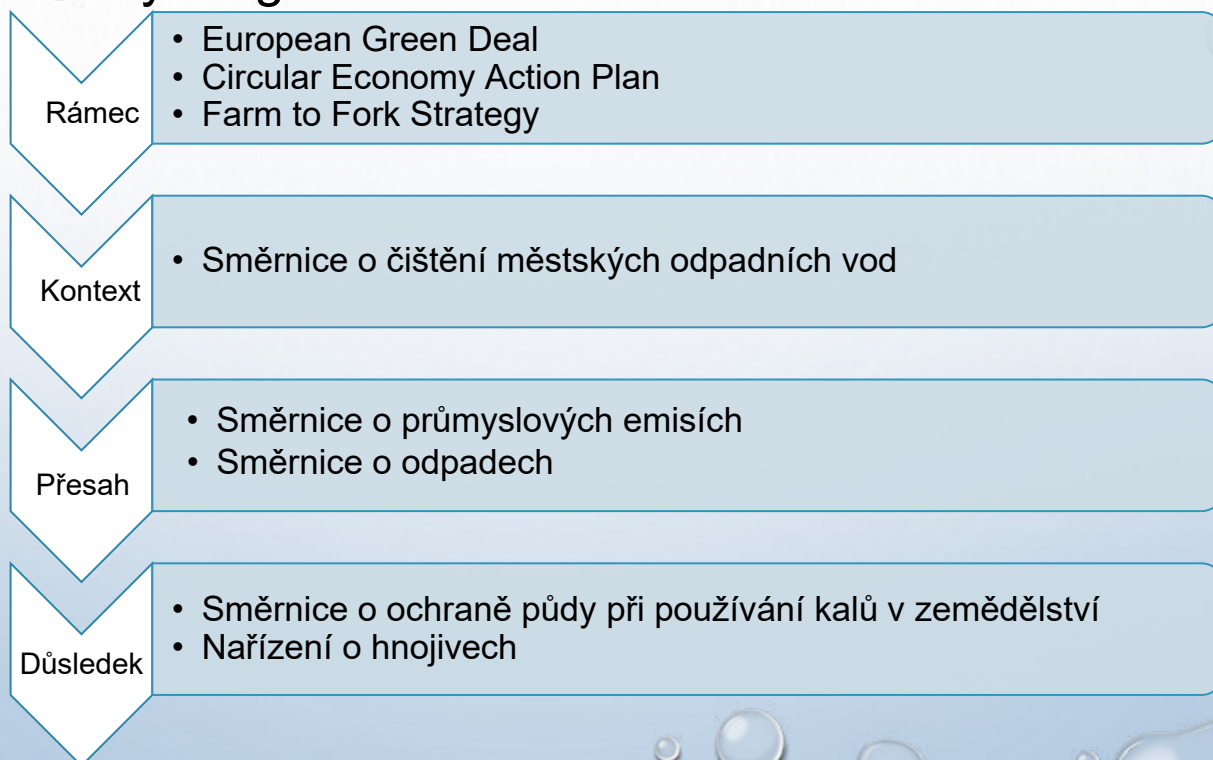 • European Green Deal
• Circular Economy Action Plan
Rámec
• Farm to Fork Strategy
• Směrnice o čištění městských odpadních vod
Kontext
• Směrnice o průmyslových emisích
• Směrnice o odpadech
Přesah
• Směrnice o ochraně půdy při používání kalů v zemědělství
• Nařízení o hnojivech
Důsledek